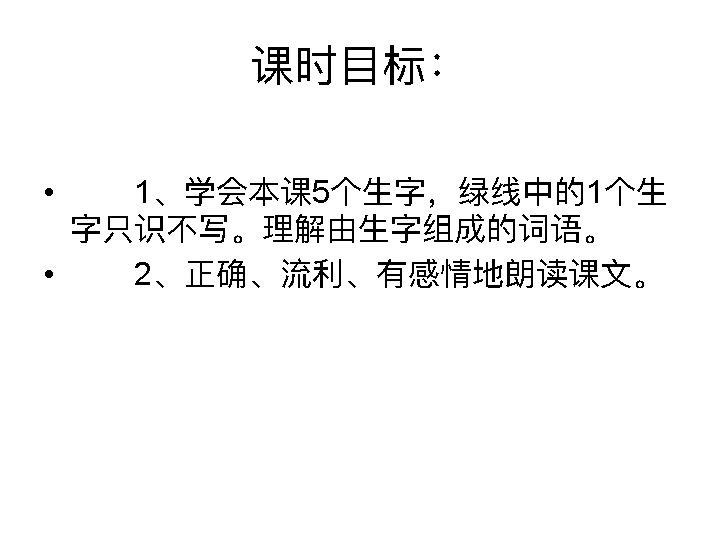 课时目标：
• 1、学会本课5个生字，绿线中的1个生
字只识不写。理解由生字组成的词语。
• 2、正确、流利、有感情地朗读课文。